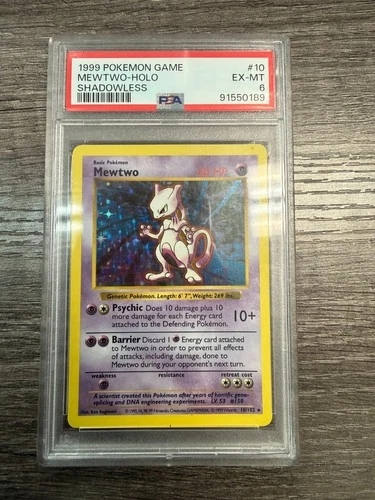 1999 POKEMON GAME #10
MEWTWO-HOLO EX-MT
SHADOWLESS 6
PSA 91550189
Basic Pokémon
Mewtwo
Genetic Pokémon. Length: 6' 7", Weight: 269 lbs.
Psychic Does 10 damage plus 10
more damage for each Energy card
attached to the Defending Pokémon.
10+
Barrier Discard 1 Energy card attached
to Mewtwo in order to prevent all effects
of attacks, including damage, done to
Mewtwo during your opponent's next turn.
weakness resistance retreat cost
A scientist created this Pokémon after years of horrific gene-
splicing and DNA engineering experiments. LV. 53 #150
10/102